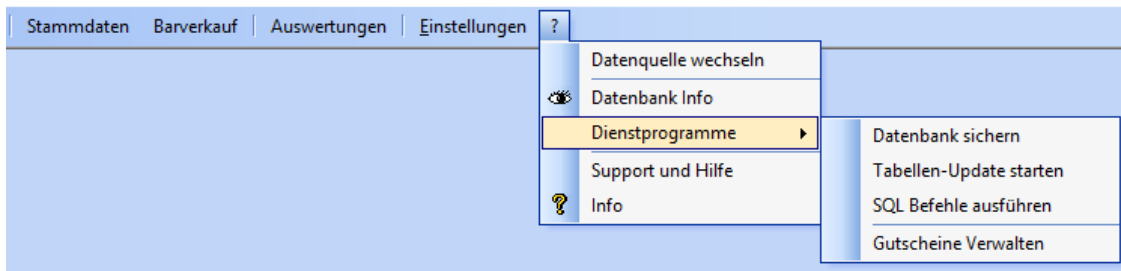 Stammdaten Barverkauf Auswertungen Einstellungen ?
Datenquelle wechseln
Datenbank Info
Dienstprogramme
Support und Hilfe
Info
Datenbank sichern
Tabellen-Update starten
SQL Befehle ausführen
Gutscheine Verwalten